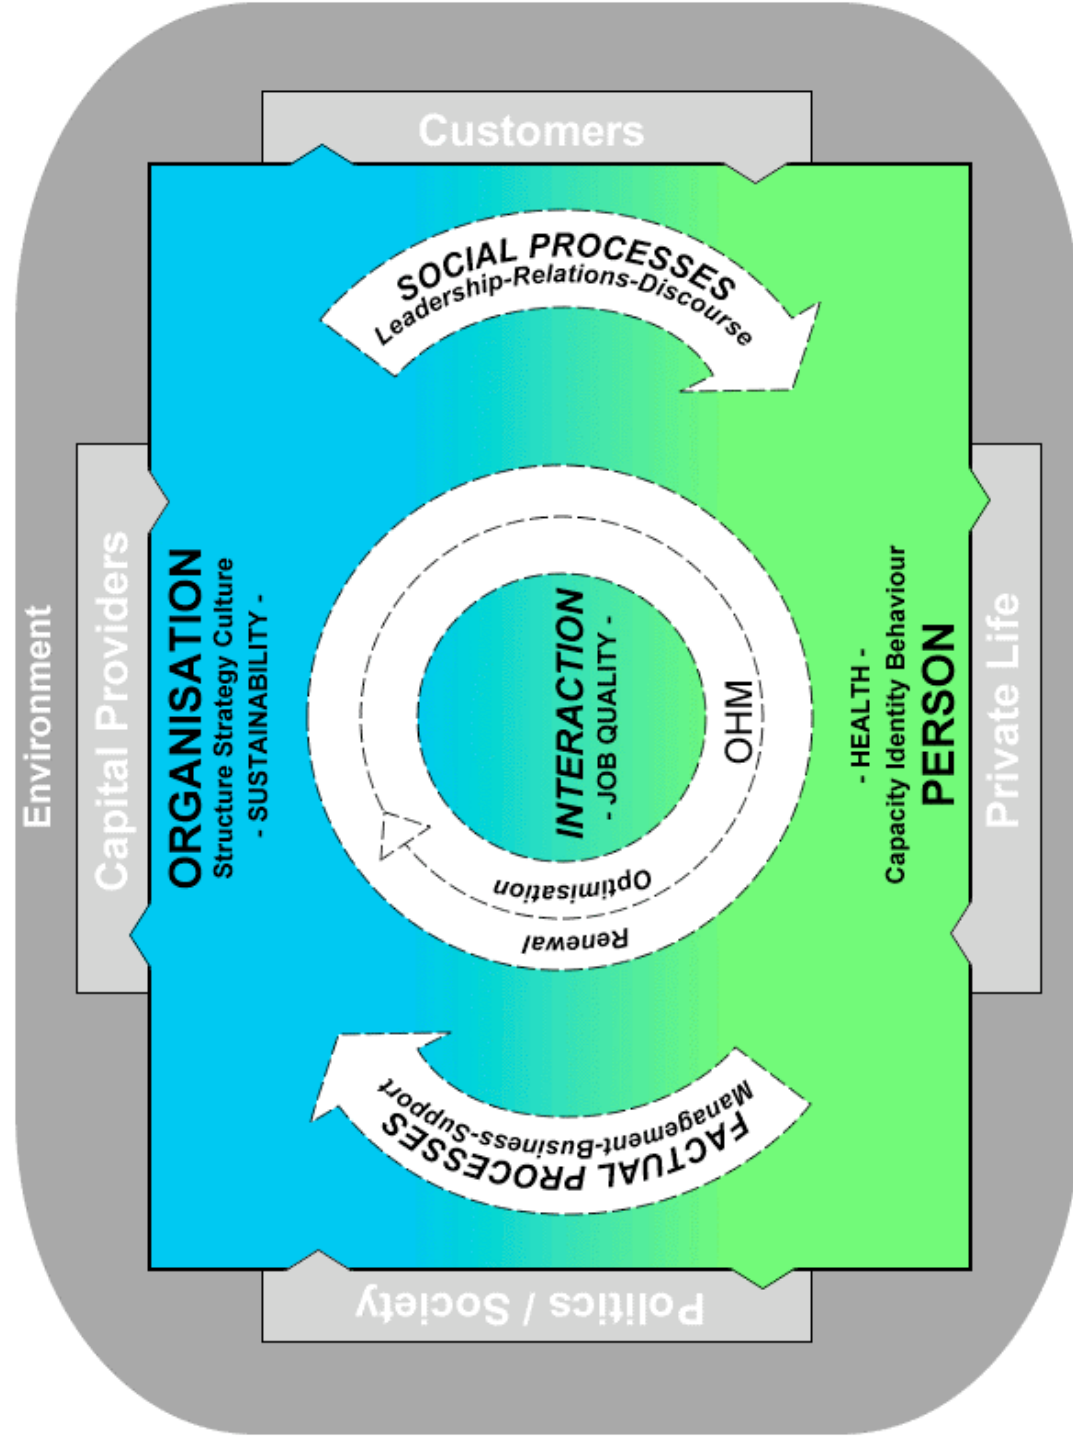 Environment
Capital Providers
ORGANISATION
Structure Strategy Culture
- SUSTAINABILITY -
Customers
SOCIAL PROCESSES
Leadership-Relations-Discourse
INTERACTION
- JOB QUALITY -
OHM
Optimisation
Renewal
Management-Business-Support
FACTUAL PROCESSES
Politics / Society
- HEALTH -
Capacity Identity Behaviour
PERSON
Private Life